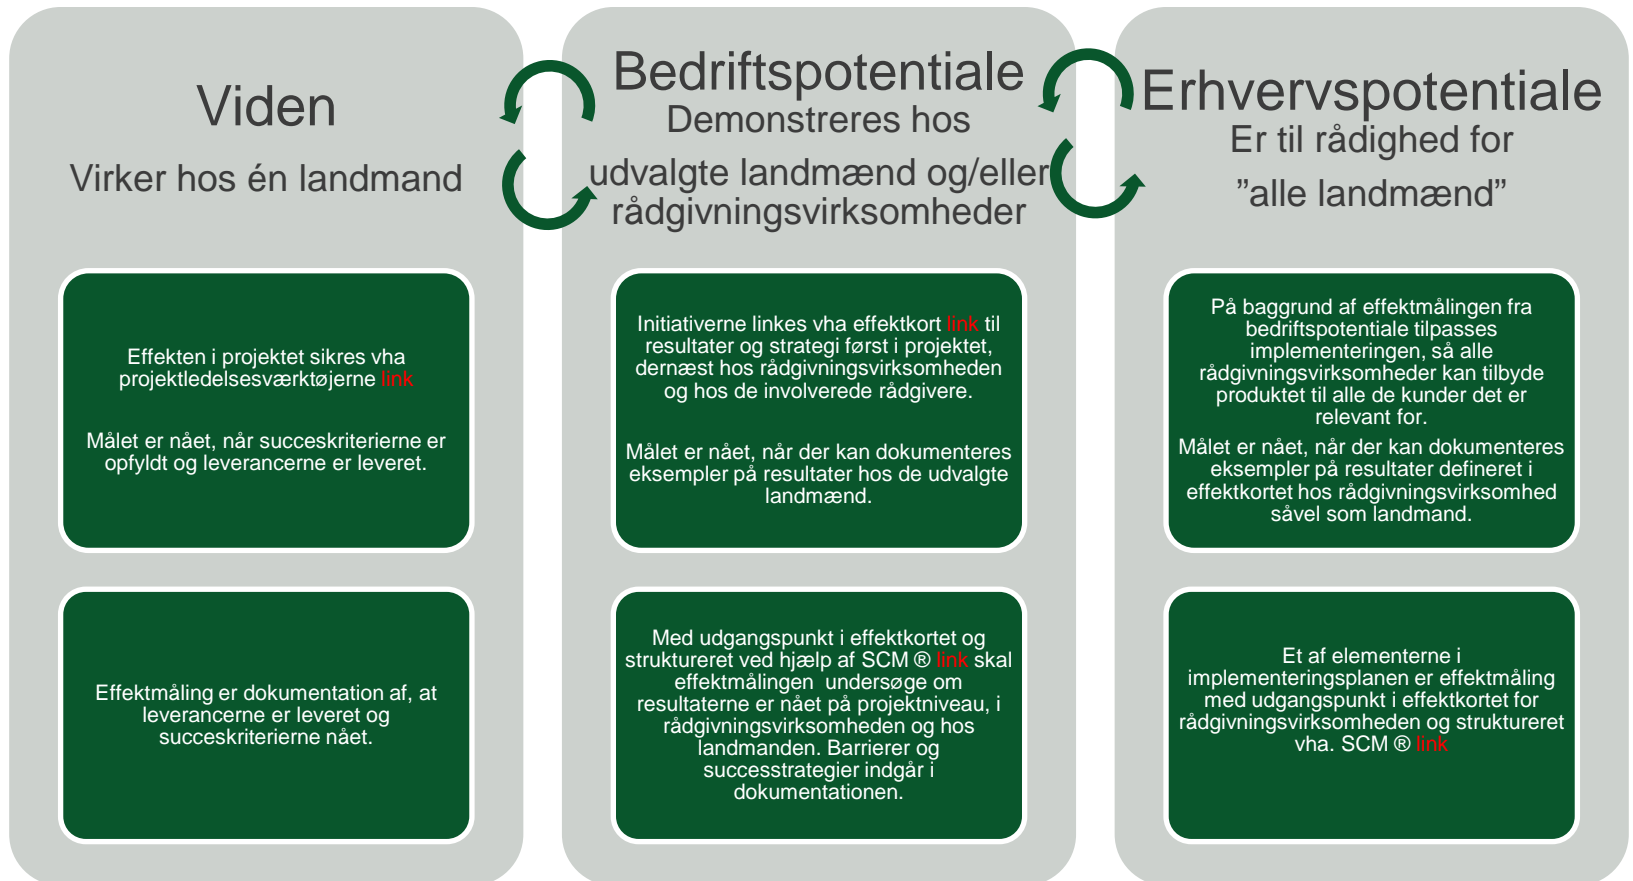 Viden
Virker hos én landmand
Effekten i projektet sikres vha
projektledelsesværktøjerne link
Målet er nået, når succeskriterierne er
opfyldt og leverancerne er leveret.
Effektmåling er dokumentation af, at
leverancerne er leveret og
succeskriterierne nået.
Bedriftspotentiale
Demonstreres hos
udvalgte landmænd og/eller
rådgivningsvirksomheder
Initiativerne linkes vha effektkort link til
resultater og strategi først i projektet,
dernæst hos rådgivningsvirksomheden
og hos de involverede rådgivere.
Målet er nået, når der kan dokumenteres
eksempler på resultater hos de udvalgte
landmænd.
Med udgangspunkt i effektkortet og
struktureret ved hjælp af SCM ® link skal
effektmålingen undersøge om
resultaterne er nået på projektniveau, i
rådgivningsvirksomheden og hos
landmanden. Barrierer og
successtrategier indgår i
dokumentationen.
Erhvervspotentiale
Er til rådighed for
”alle landmænd”
På baggrund af effektmålingen fra
bedriftspotentiale tilpasses
implementeringen, så alle
rådgivningsvirksomheder kan tilbyde
produktet til alle de kunder det er
relevant for.
Målet er nået, når der kan dokumenteres
eksempler på resultater defineret i
effektkortet hos rådgivningsvirksomhed
såvel som landmand.
Et af elementerne i
implementeringsplanen er effektmåling
med udgangspunkt i effektkortet for
rådgivningsvirksomheden og struktureret
vha. SCM ® link